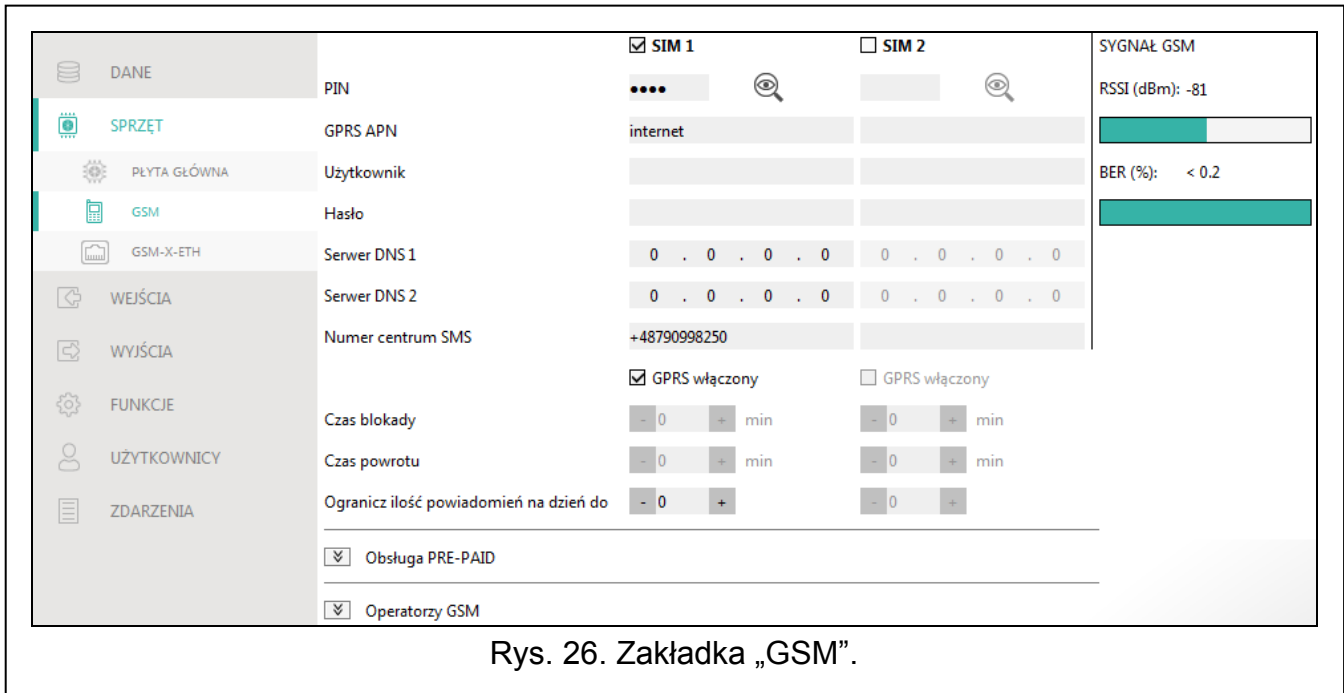 DANE
SPRZĘT
PŁYTA GŁÓWNA
GSM
GSM-X-ETH
WEJŚCIA
WYJŚCIA
FUNKCJE
UŻYTKOWNICY
ZDARZENIA
SIM 1 SIM 2
PIN ••••
GPRS APN internet
Użytkownik
Hasło
Serwer DNS 1 0 . 0 . 0 . 0 0 . 0 . 0 . 0
Serwer DNS 2 0 . 0 . 0 . 0 0 . 0 . 0 . 0
Numer centrum SMS +48790998250
GPRS włączony GPRS włączony
Czas blokady - 0 + min - 0 + min
Czas powrotu - 0 + min - 0 + min
Ogranicz ilość powiadomień na dzień do - 0 + - 0 +
Obsługa PRE-PAID
Operatorzy GSM
SYGNAŁ GSM
RSSI (dBm): -81
BER (%): < 0.2
Rys. 26. Zakładka „GSM”.